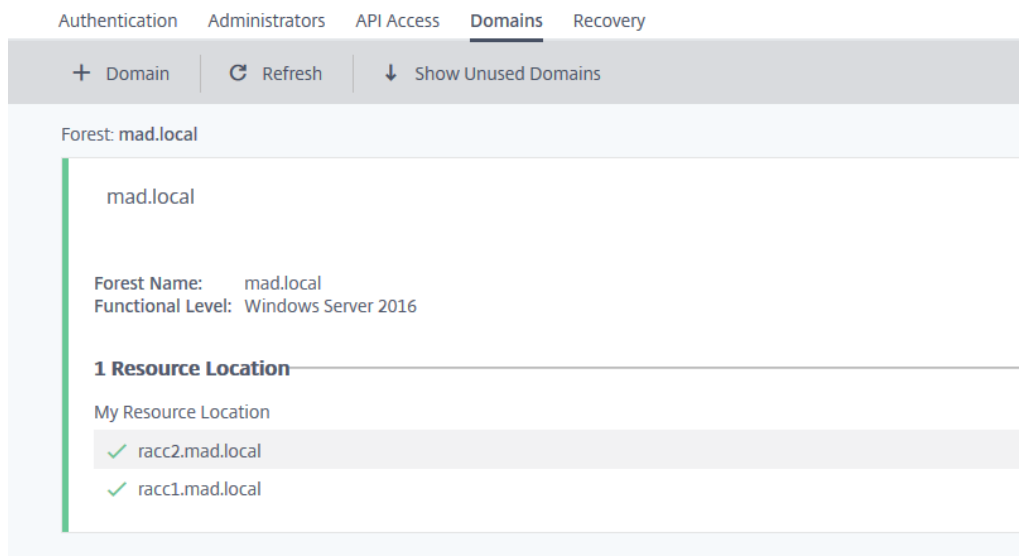 Authentication Administrators API Access Domains Recovery
+ Domain Refresh Show Unused Domains
Forest: mad.local
mad.local
Forest Name: mad.local
Functional Level: Windows Server 2016
1 Resource Location
My Resource Location
racc2.mad.local
racc1.mad.local